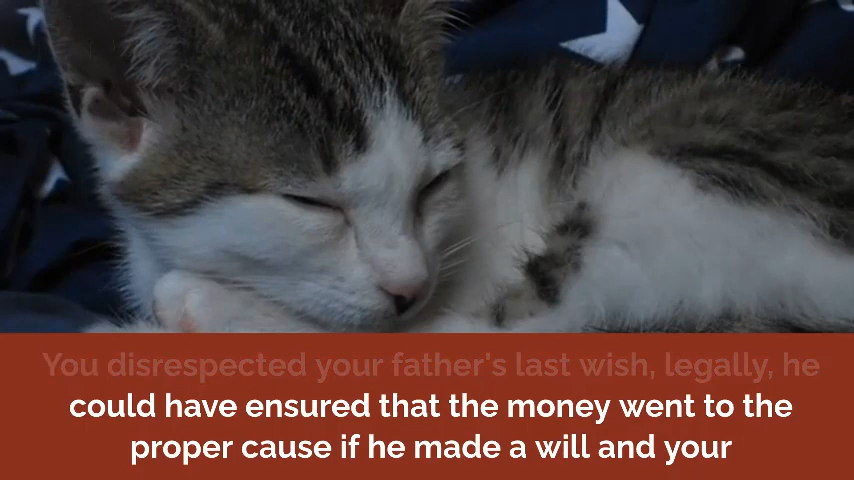 You disrespected your father's last wish, legally, he
could have ensured that the money went to the
proper cause if he made a will and your